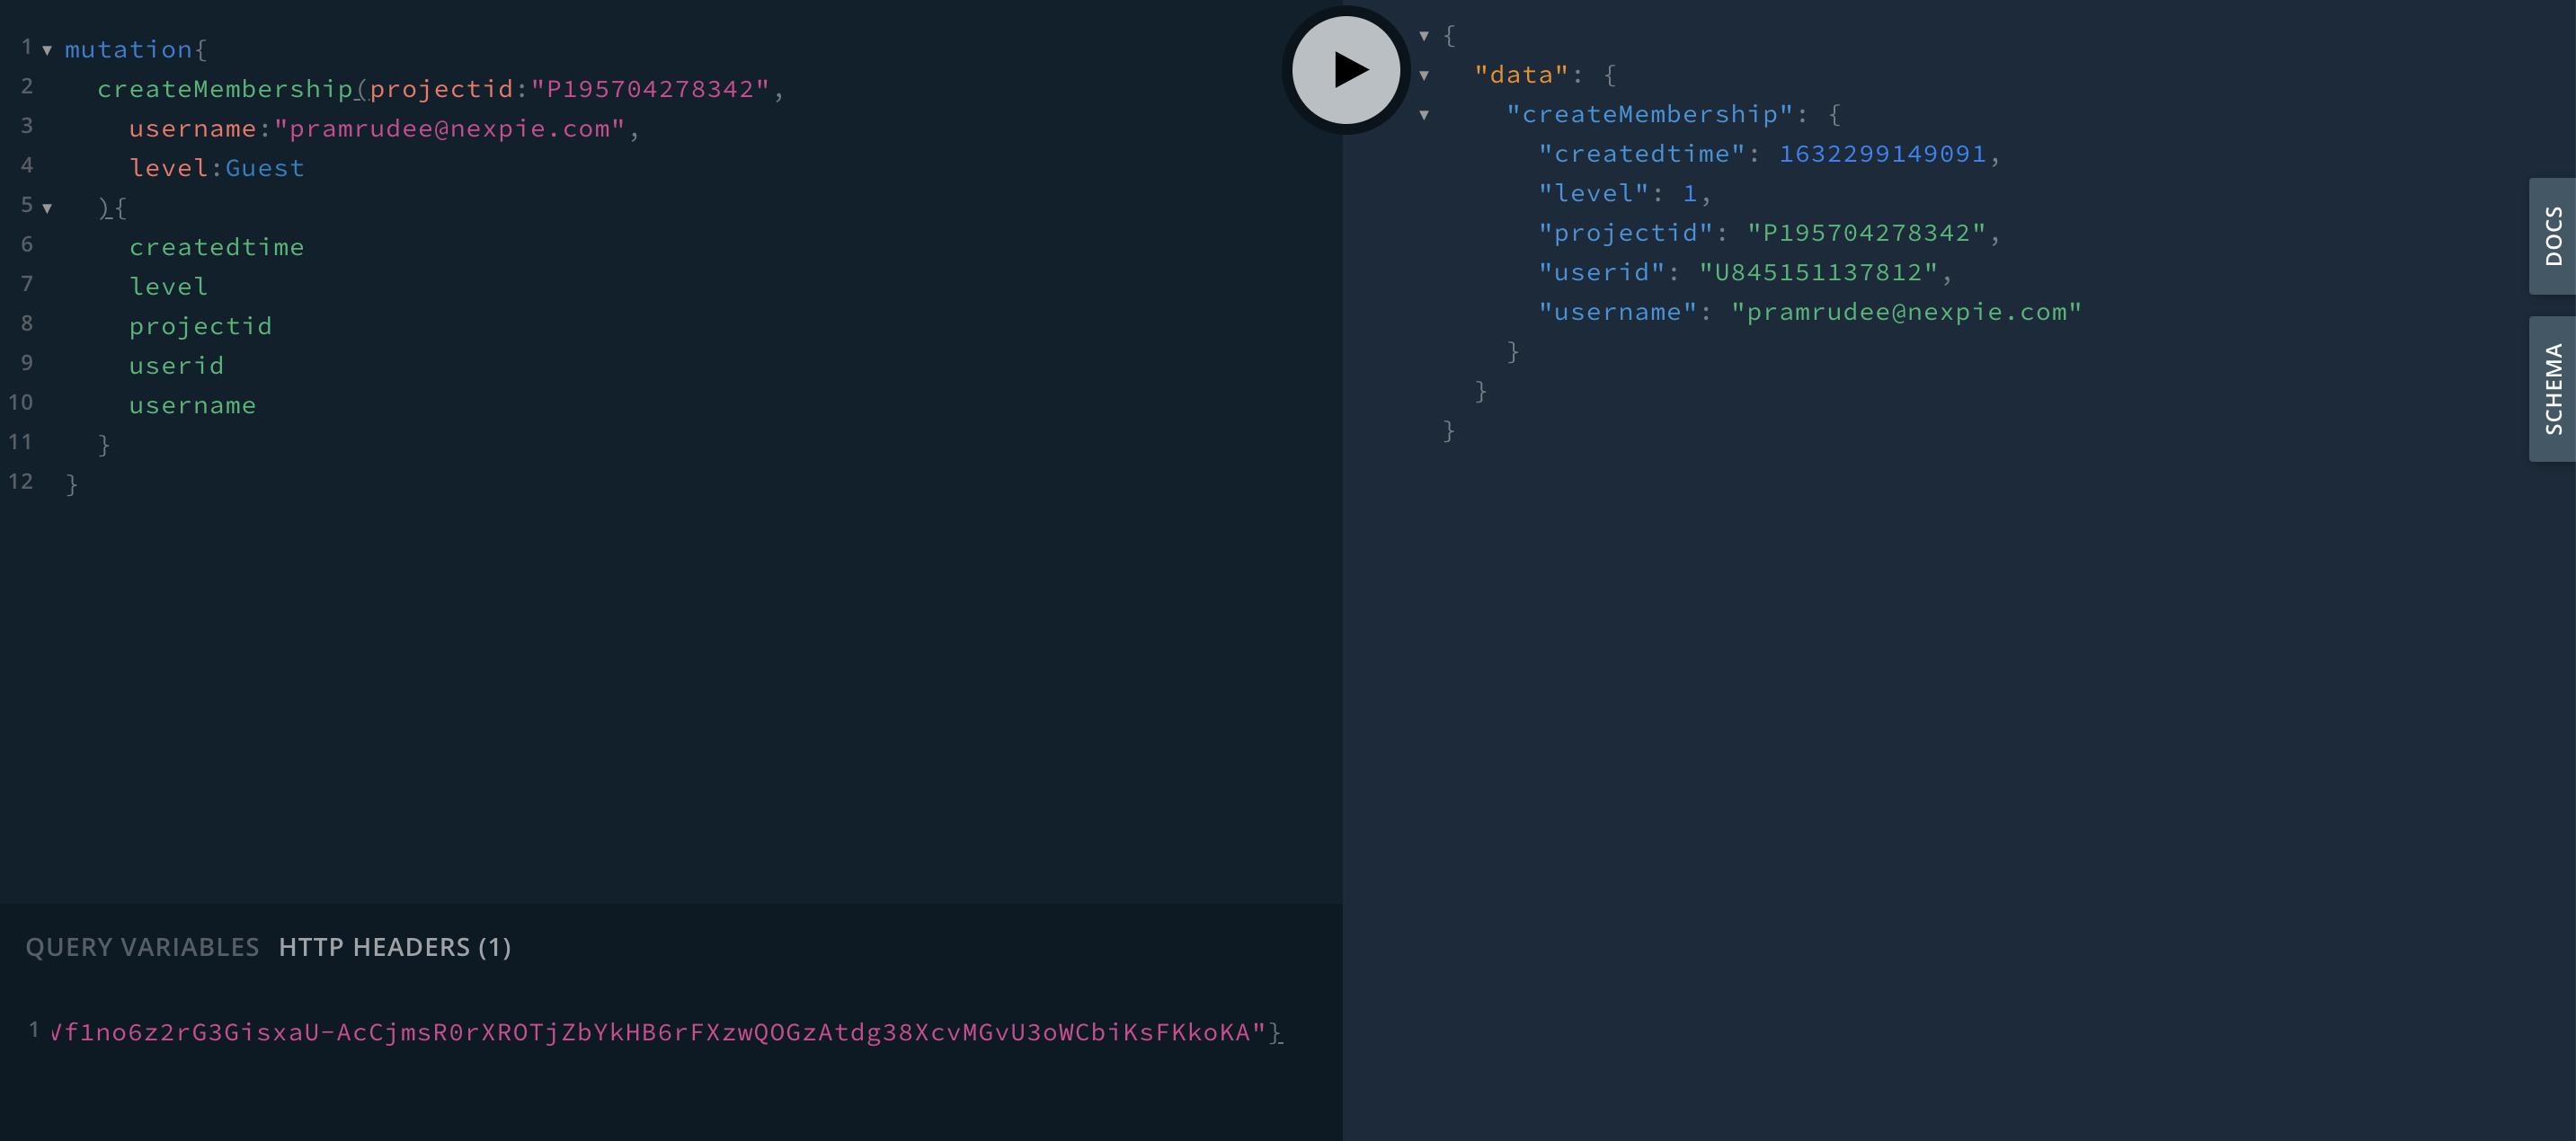 1 ▾ mutation{
2 createMembership(projectid:"P195704278342",
3 username:"pramrudee@nexpie.com",
4 level:Guest
5 ▾ ){
6 createdtime
7 level
8 projectid
9 userid
10 username
11 }
12 }
QUERY VARIABLES HTTP HEADERS (1)
1 Vf1no6z2rG3GisxaU-AcCjmsR0rXROTjZbYkHB6rFXzwQOGzAtdg38XcvMGvU3oWCbiKsFKkoKA"}
▾ {
▾ "data": {
▾ "createMembership": {
"createdtime": 1632299149091,
"level": 1,
"projectid": "P195704278342",
"userid": "U845151137812",
"username": "pramrudee@nexpie.com"
}
}
}
DOCS
SCHEMA